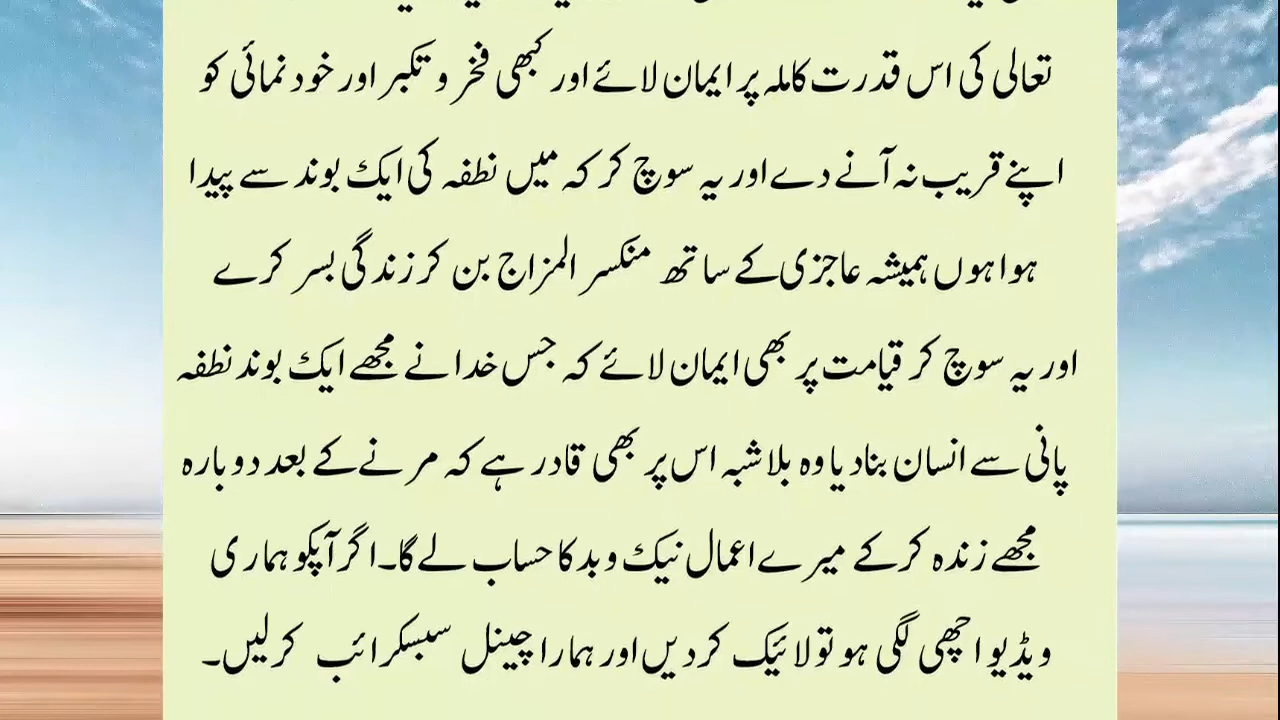 تعالی کی اس قدرت کاملہ پر ایمان لائے اور کبھی فخر و تکبر اور خود نمائی کو
اپنے قریب نہ آنے دے اور یہ سوچ کر کہ میں نطفہ کی ایک بوند سے پیدا
ہوا ہوں ہمیشہ عاجزی کے ساتھ منکسر المزاج بن کر زندگی بسر کرے
اور یہ سوچ کر قیامت پر بھی ایمان لائے کہ جس خدا نے مجھے ایک بوند نطفہ
پانی سے انسان بنا دیا وہ بلاشبہ اس پر بھی قادر ہے کہ مرنے کے بعد دوبارہ
مجھے زندہ کر کے میرے اعمال نیک و بد کا حساب لے گا۔ اگر آپکو ہماری
ویڈیو اچھی لگی ہو تو لائیک کر دیں اور ہمارا چینل سبسکرائب کر لیں۔